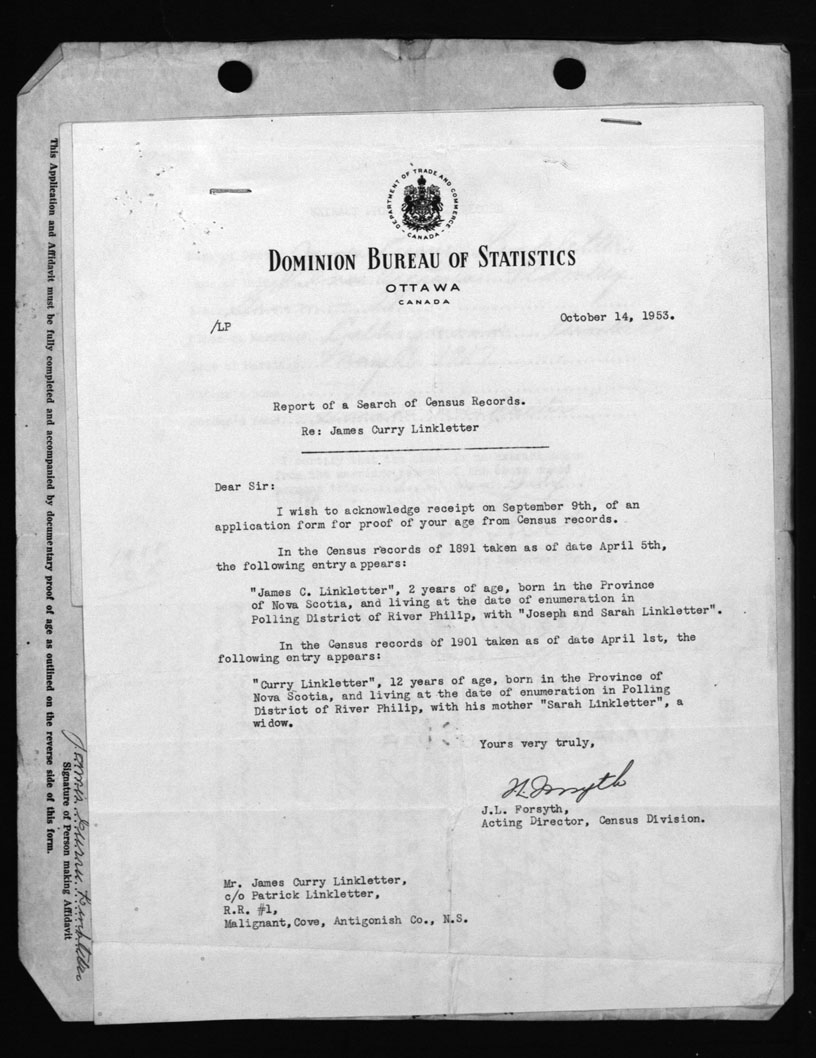 DEPARTMENT OF TRADE AND COMMERCE
- CANADA -
DOMINION BUREAU OF STATISTICS
OTTAWA
CANADA
/LP
October 14, 1953.
Report of a Search of Census Records.
Re: James Curry Linkletter
Dear Sir:
I wish to acknowledge receipt on September 9th, of an
application form for proof of your age from Census records.
In the Census records of 1891 taken as of date April 5th,
the following entry appears:
"James C. Linkletter", 2 years of age, born in the Province
of Nova Scotia, and living at the date of enumeration in
Polling District of River Philip, with "Joseph and Sarah Linkletter".
In the Census records of 1901 taken as of date April 1st, the
following entry appears:
"Curry Linkletter", 12 years of age, born in the Province of
Nova Scotia, and living at the date of enumeration in Polling
District of River Philip, with his mother "Sarah Linkletter", a
widow.
Yours very truly,
J.L. Forsyth,
Acting Director, Census Division.
Mr. James Curry Linkletter,
c/o Patrick Linkletter,
R.R. #1,
Malignant,Cove, Antigonish Co., N.S.
This Application and Affidavit must be fully completed and accompanied by documentary proof of age as outlined on the reverse side of this form.
James Curry Linkletter
Signature of Person making Affidavit